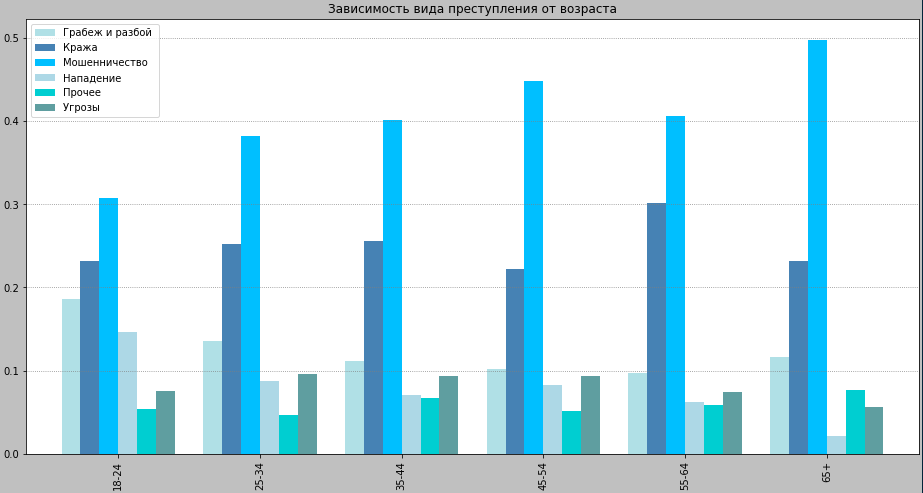 Зависимость вида преступления от возраста
Грабеж и разбой
Кража
Мошенничество
Нападение
Прочее
Угрозы
0.5
0.4
0.3
0.2
0.1
0.0
18-24
25-34
35-44
45-54
55-64
65+